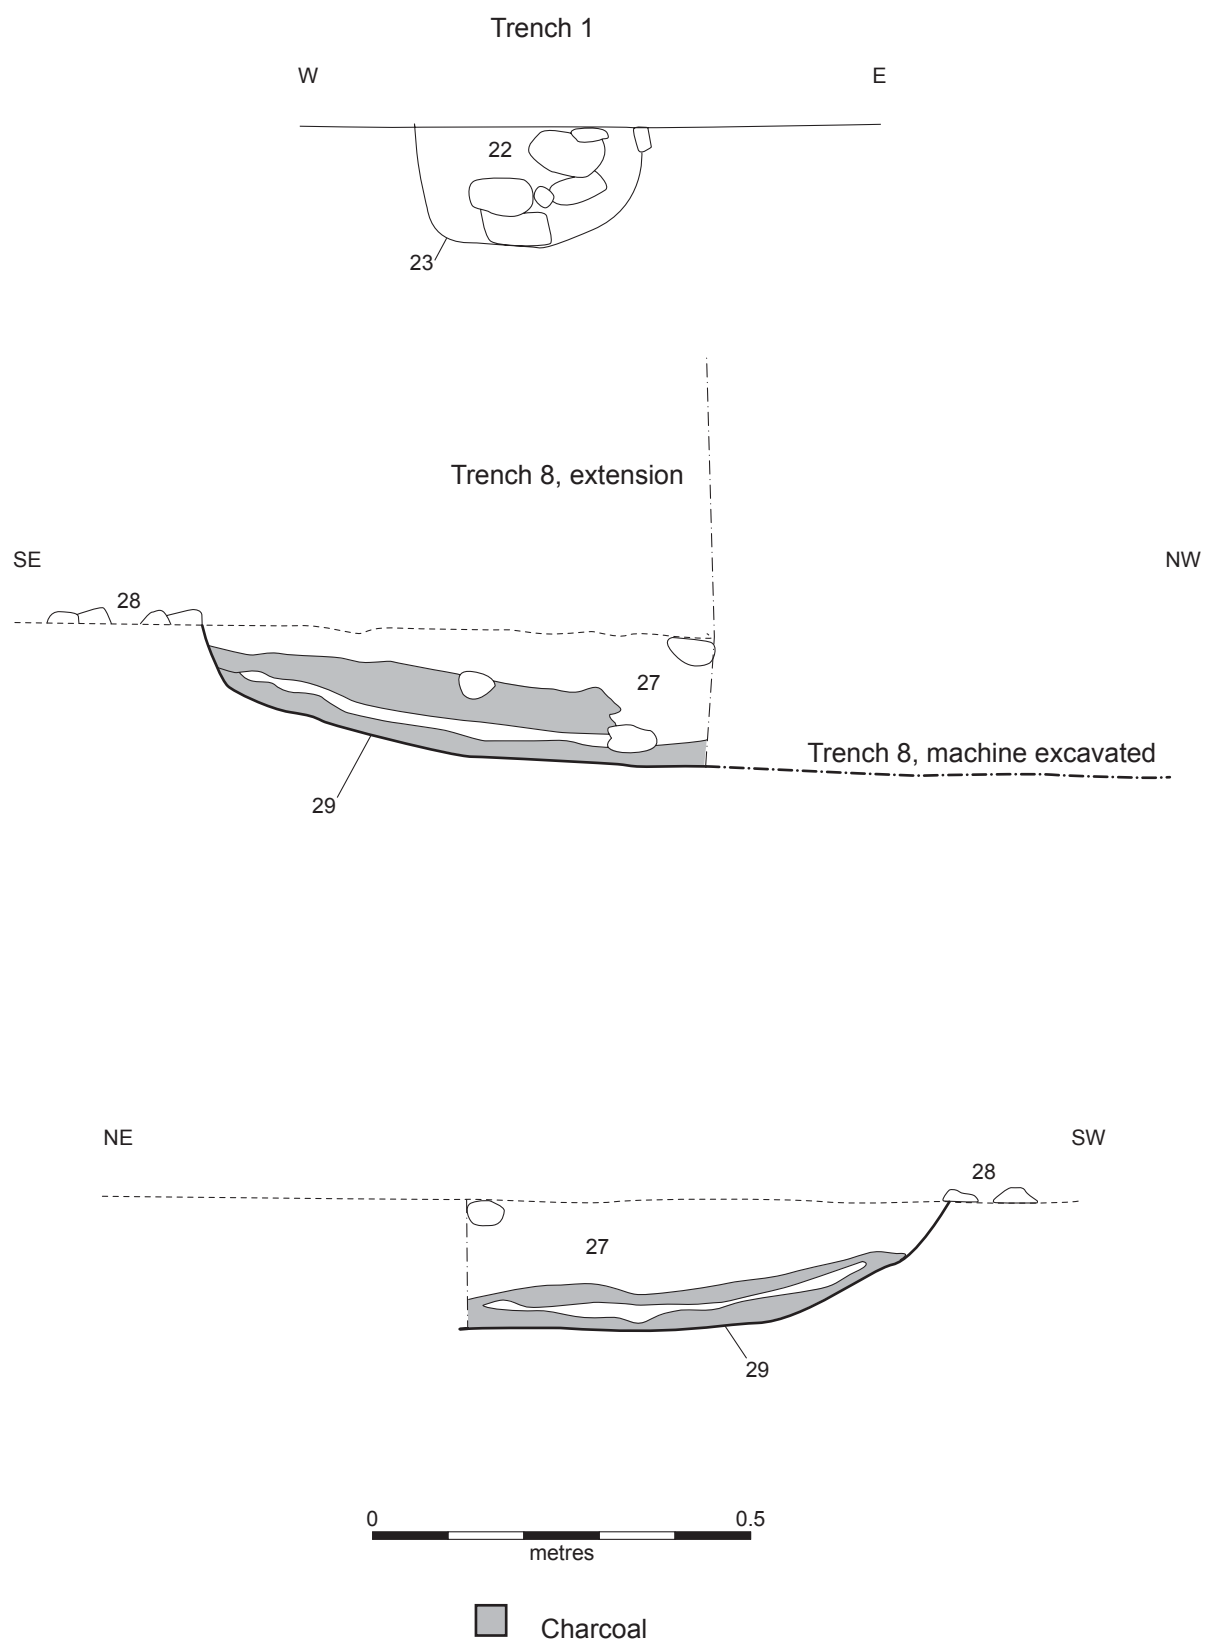 Trench 1
W E
22
23
Trench 8, extension
SE NW
28
27
Trench 8, machine excavated
29
NE SW
28
27
29
0 0.5
metres
Charcoal